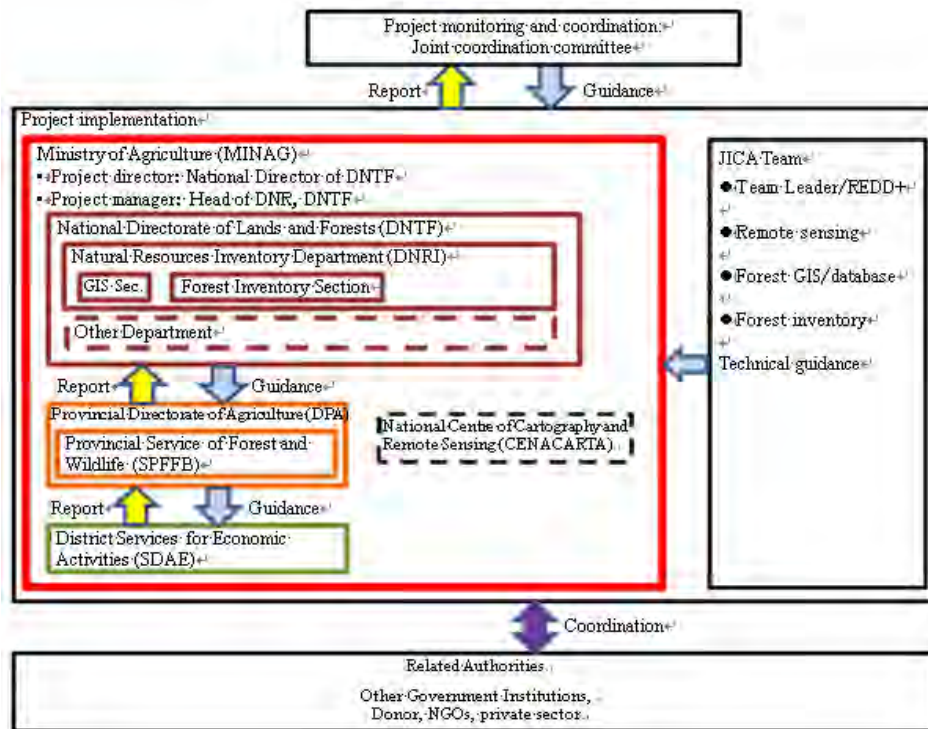 Project monitoring and coordination:
Joint coordination committee
Report
Guidance
Project implementation
Ministry of Agriculture (MINAG)
Project director: National Director of DNTF
Project manager: Head of DNR, DNTF
National Directorate of Lands and Forests (DNTF)
Natural Resources Inventory Department (DNRI)
GIS Sec.
Forest Inventory Section
Other Department
Report
Guidance
Provincial Directorate of Agriculture (DPA)
Provincial Service of Forest and
Wildlife (SPFFB)
Report
Guidance
District Services for Economic
Activities (SDAE)
National Centre of Cartography and
Remote Sensing (CENACARTA)
JICA Team
●Team Leader/REDD+
●Remote sensing
●Forest GIS/database
●Forest inventory
Technical guidance
Coordination
Related Authorities
Other Government Institutions,
Donor, NGOs, private sector